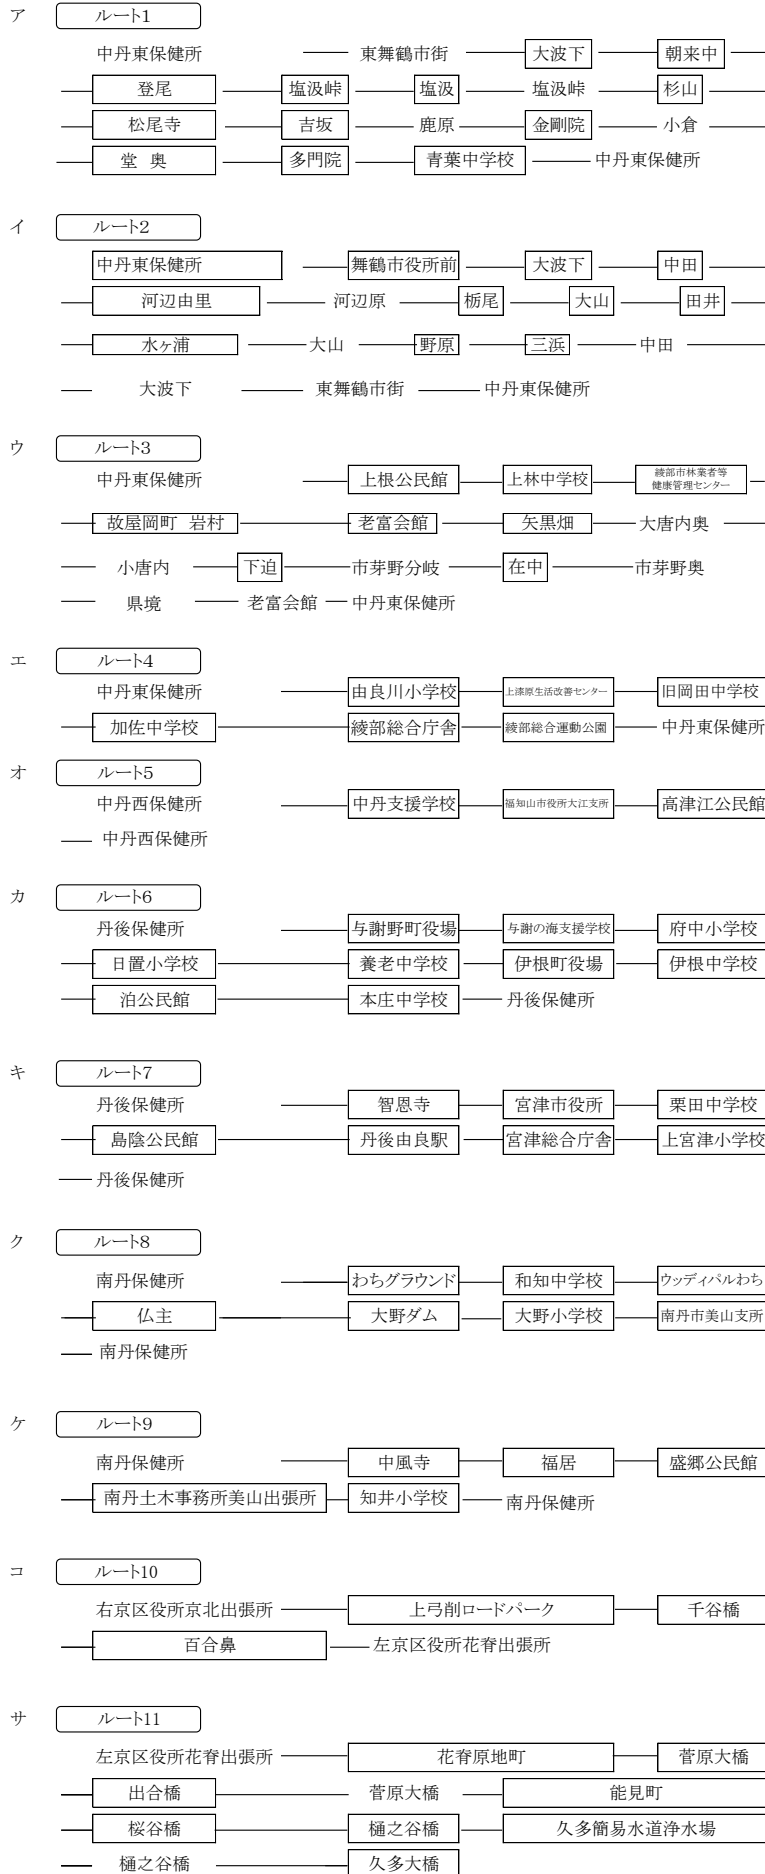 ア ルート1
中丹東保健所 東舞鶴市街 大波下 朝来中
登尾 塩汲峠 塩汲 塩汲峠 杉山
松尾寺 吉坂 鹿原 金剛院 小倉
堂 奥 多門院 青葉中学校 中丹東保健所
イ ルート2
中丹東保健所 舞鶴市役所前 大波下 中田
河辺由里 河辺原 栃尾 大山 田井
水ヶ浦 大山 野原 三浜 中田
大波下 東舞鶴市街 中丹東保健所
ウ ルート3
中丹東保健所 上根公民館 上林中学校 綾部市林業者等
健康管理センター
故屋岡町 岩村 老富会館 矢黒畑 大唐内奥
小唐内 下迫 市芽野分岐 在中 市芽野奥
県境 老富会館 中丹東保健所
エ ルート4
中丹東保健所 由良川小学校 上漆原生活改善センター 旧岡田中学校
加佐中学校 綾部総合庁舎 綾部総合運動公園 中丹東保健所
オ ルート5
中丹西保健所 中丹支援学校 福知山市役所大江支所 高津江公民館
中丹西保健所
カ ルート6
丹後保健所 与謝野町役場 与謝の海支援学校 府中小学校
日置小学校 養老中学校 伊根町役場 伊根中学校
泊公民館 本庄中学校 丹後保健所
キ ルート7
丹後保健所 智恩寺 宮津市役所 栗田中学校
島陰公民館 丹後由良駅 宮津総合庁舎 上宮津小学校
丹後保健所
ク ルート8
南丹保健所 わちグラウンド 和知中学校 ウッディパルわち
仏主 大野ダム 大野小学校 南丹市美山支所
南丹保健所
ケ ルート9
南丹保健所 中風寺 福居 盛郷公民館
南丹土木事務所美山出張所 知井小学校 南丹保健所
コ ルート10
右京区役所京北出張所 上弓削ロードパーク 千谷橋
百合鼻 左京区役所花脊出張所
サ ルート11
左京区役所花脊出張所 花脊原地町 菅原大橋
出合橋 菅原大橋 能見町
桜谷橋 樋之谷橋 久多簡易水道浄水場
樋之谷橋 久多大橋